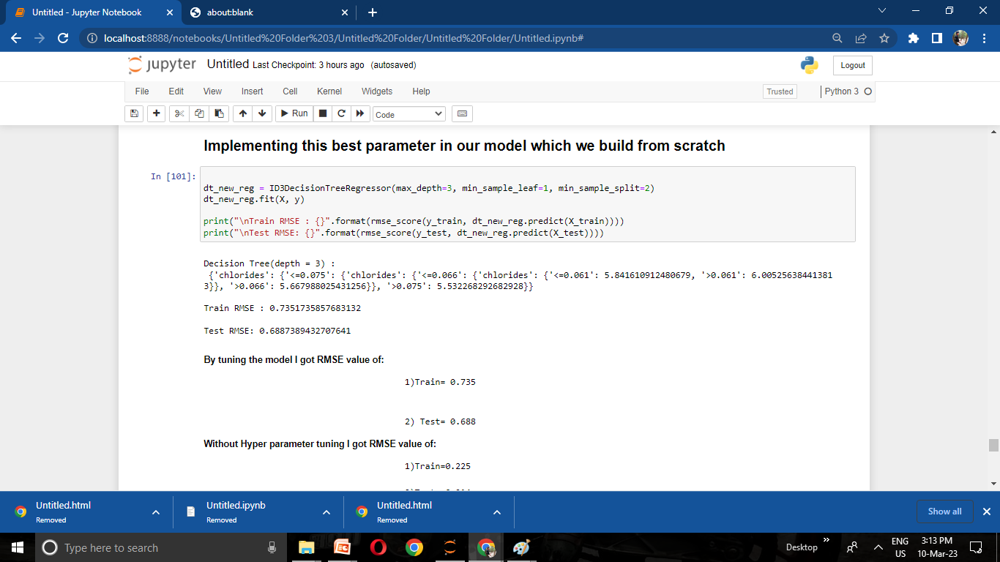 Untitled - Jupyter Notebook
about:blank
localhost:8888/notebooks/Untitled%20Folder%203/Untitled%20Folder/Untitled%20Folder/Untitled.ipynb#
jupyter Untitled Last Checkpoint: 3 hours ago (autosaved)
Logout
File Edit View Insert Cell Kernel Widgets Help
Trusted
Python 3
Run
Code
Implementing this best parameter in our model which we build from scratch
In [101]:
dt_new_reg = ID3DecisionTreeRegressor(max_depth=3, min_sample_leaf=1, min_sample_split=2)
dt_new_reg.fit(X, y)
print("\nTrain RMSE : {}".format(rmse_score(y_train, dt_new_reg.predict(X_train))))
print("\nTest RMSE: {}".format(rmse_score(y_test, dt_new_reg.predict(X_test))))
Decision Tree(depth = 3) :
{'chlorides': {'<=0.075': {'chlorides': {'<=0.066': {'chlorides': {'<=0.061': 5.841610912480679, '>0.061': 6.00525638441381
3}}, '>0.066': 5.667988025431256}}, '>0.075': 5.532268292682928}}
Train RMSE : 0.7351735857683132
Test RMSE: 0.6887389432707641
By tuning the model I got RMSE value of:
1)Train= 0.735
2) Test= 0.688
Without Hyper parameter tuning I got RMSE value of:
1)Train=0.225
Untitled.html
Removed
Untitled.ipynb
Removed
Untitled.html
Removed
Show all
Type here to search
Desktop
ENG
US
3:13 PM
10-Mar-23